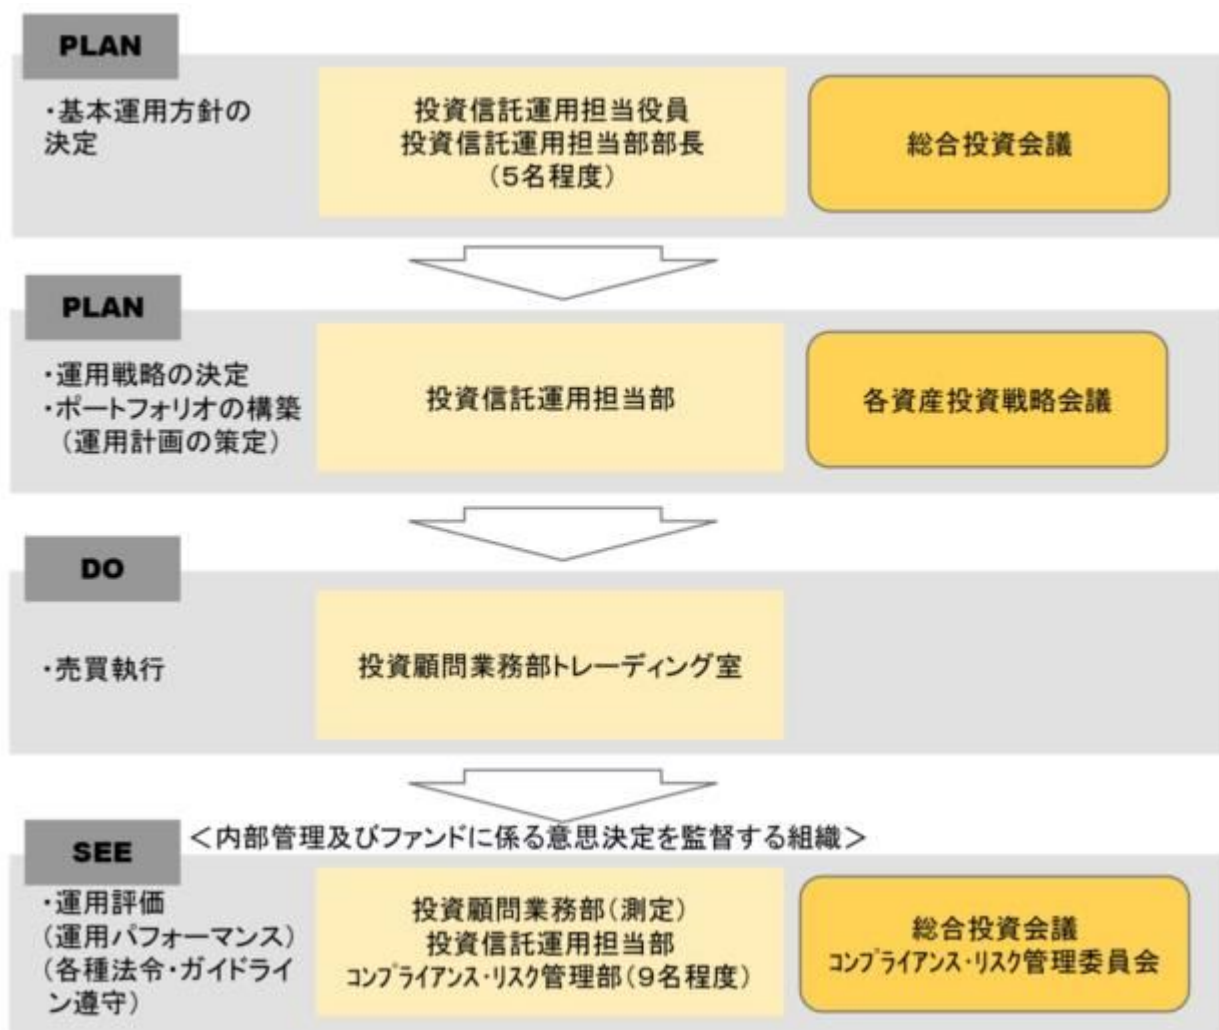 PLAN
・基本運用方針の
決定
投資信託運用担当役員
投資信託運用担当部部長
(5名程度)
総合投資会議
PLAN
・運用戦略の決定
・ポートフォリオの構築
(運用計画の策定)
投資信託運用担当部
各資産投資戦略会議
DO
・売買執行
投資顧問業務部トレーディング室
SEE
<内部管理及びファンドに係る意思決定を監督する組織>
・運用評価
(運用パフォーマンス)
(各種法令・ガイドライ
ン遵守)
投資顧問業務部(測定)
投資信託運用担当部
コンプライアンス・リスク管理部(9名程度)
総合投資会議
コンプライアンス・リスク管理委員会